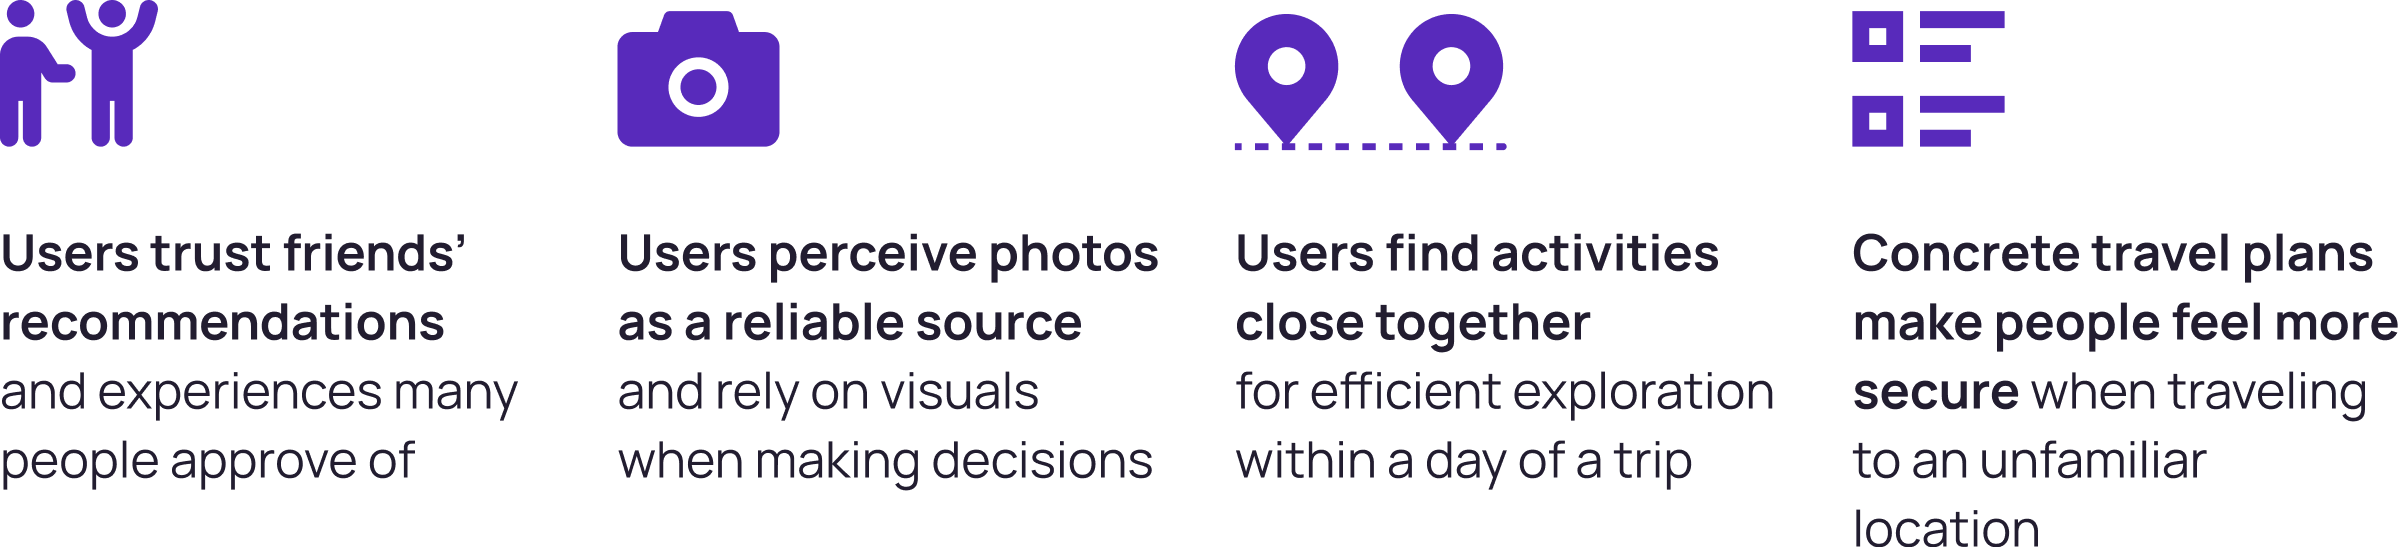 Users trust friends’
recommendations
and experiences many
people approve of
Users perceive photos
as a reliable source
and rely on visuals
when making decisions
Users find activities
close together
for efficient exploration
within a day of a trip
Concrete travel plans
make people feel more
secure when traveling
to an unfamiliar
location